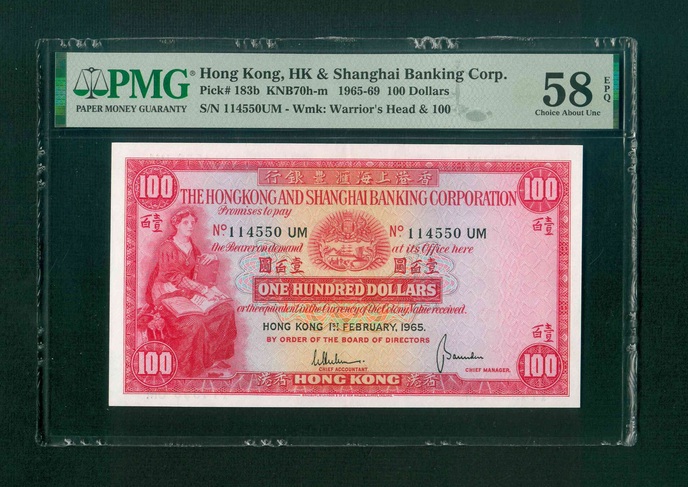 PMG
PAPER MONEY GUARANTY
Hong Kong, HK & Shanghai Banking Corp.
Pick# 183b KNB70h-m 1965-69 100 Dollars
S/N 114550UM - Wmk: Warrior's Head & 100
58 EPQ
Choice About Unc
行銀豐滙海上港香
100 100
THE HONGKONG AND SHANGHAI BANKING CORPORATION
Promises to pay
百壹 百壹
Nº 114550 UM Nº 114550 UM
the Bearer on demand at its Office here
圓百壹 圓百壹
ONE HUNDRED DOLLARS
or the equivalent in the Currency of the Colony, Value received.
HONG KONG 1ST FEBRUARY, 1965.
BY ORDER OF THE BOARD OF DIRECTORS
百壹
CHIEF ACCOUNTANT CHIEF MANAGER.
100 100
港香 HONG KONG 港香